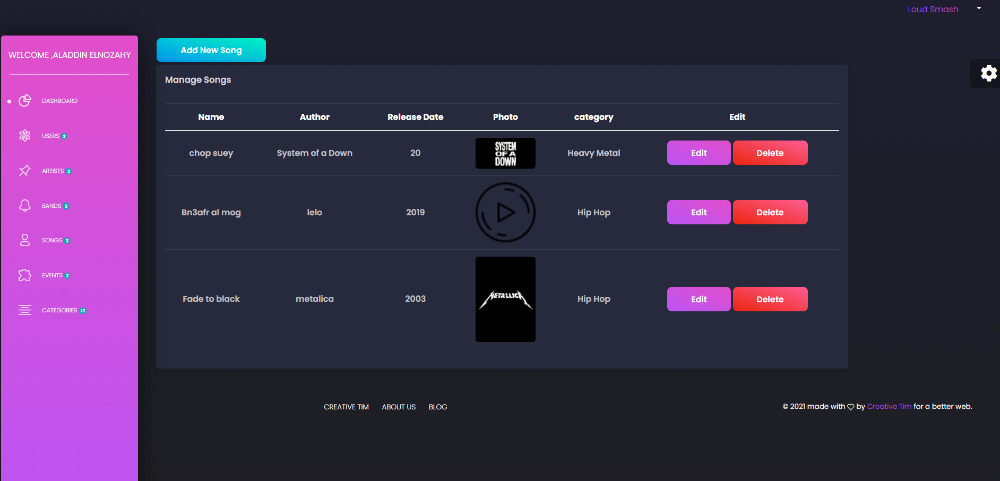 Loud Smash
WELCOME ,ALADDIN ELNOZAHY
DASHBOARD
USERS 2
ARTISTS 3
BANDS 3
SONGS 3
EVENTS 2
CATEGORIES 12
Add New Song
Manage Songs
Name Author Release Date Photo category Edit
chop suey System of a Down 20 SYSTEM OF A DOWN Heavy Metal Edit Delete
Bn3afr al mog lelo 2019 Hip Hop Edit Delete
Fade to black metalica 2003 METALLICA Hip Hop Edit Delete
CREATIVE TIM ABOUT US BLOG
© 2021 made with ♡ by Creative Tim for a better web.